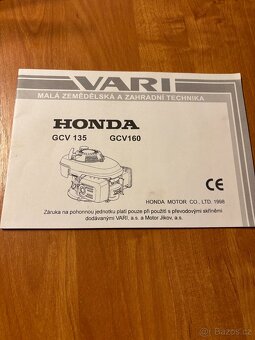 VARI
MALÁ ZEMĚDĚLSKÁ A ZAHRADNÍ TECHNIKA
HONDA
GCV 135 GCV160
CE
HONDA MOTOR CO., LTD. 1998
Záruka na pohonnou jednotku platí pouze při použití s převodovými skříněmi
dodávanými VARI, a.s. a Motor Jikov, a.s.
Bazos.cz